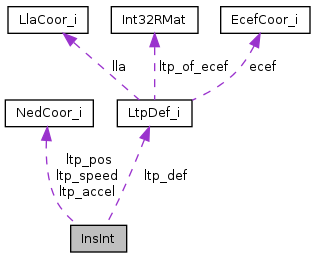 LlaCoor_i
Int32RMat
EcefCoor_i
lla
ltp_of_ecef
ecef
NedCoor_i
LtpDef_i
ltp_pos
ltp_speed
ltp_accel
ltp_def
InsInt